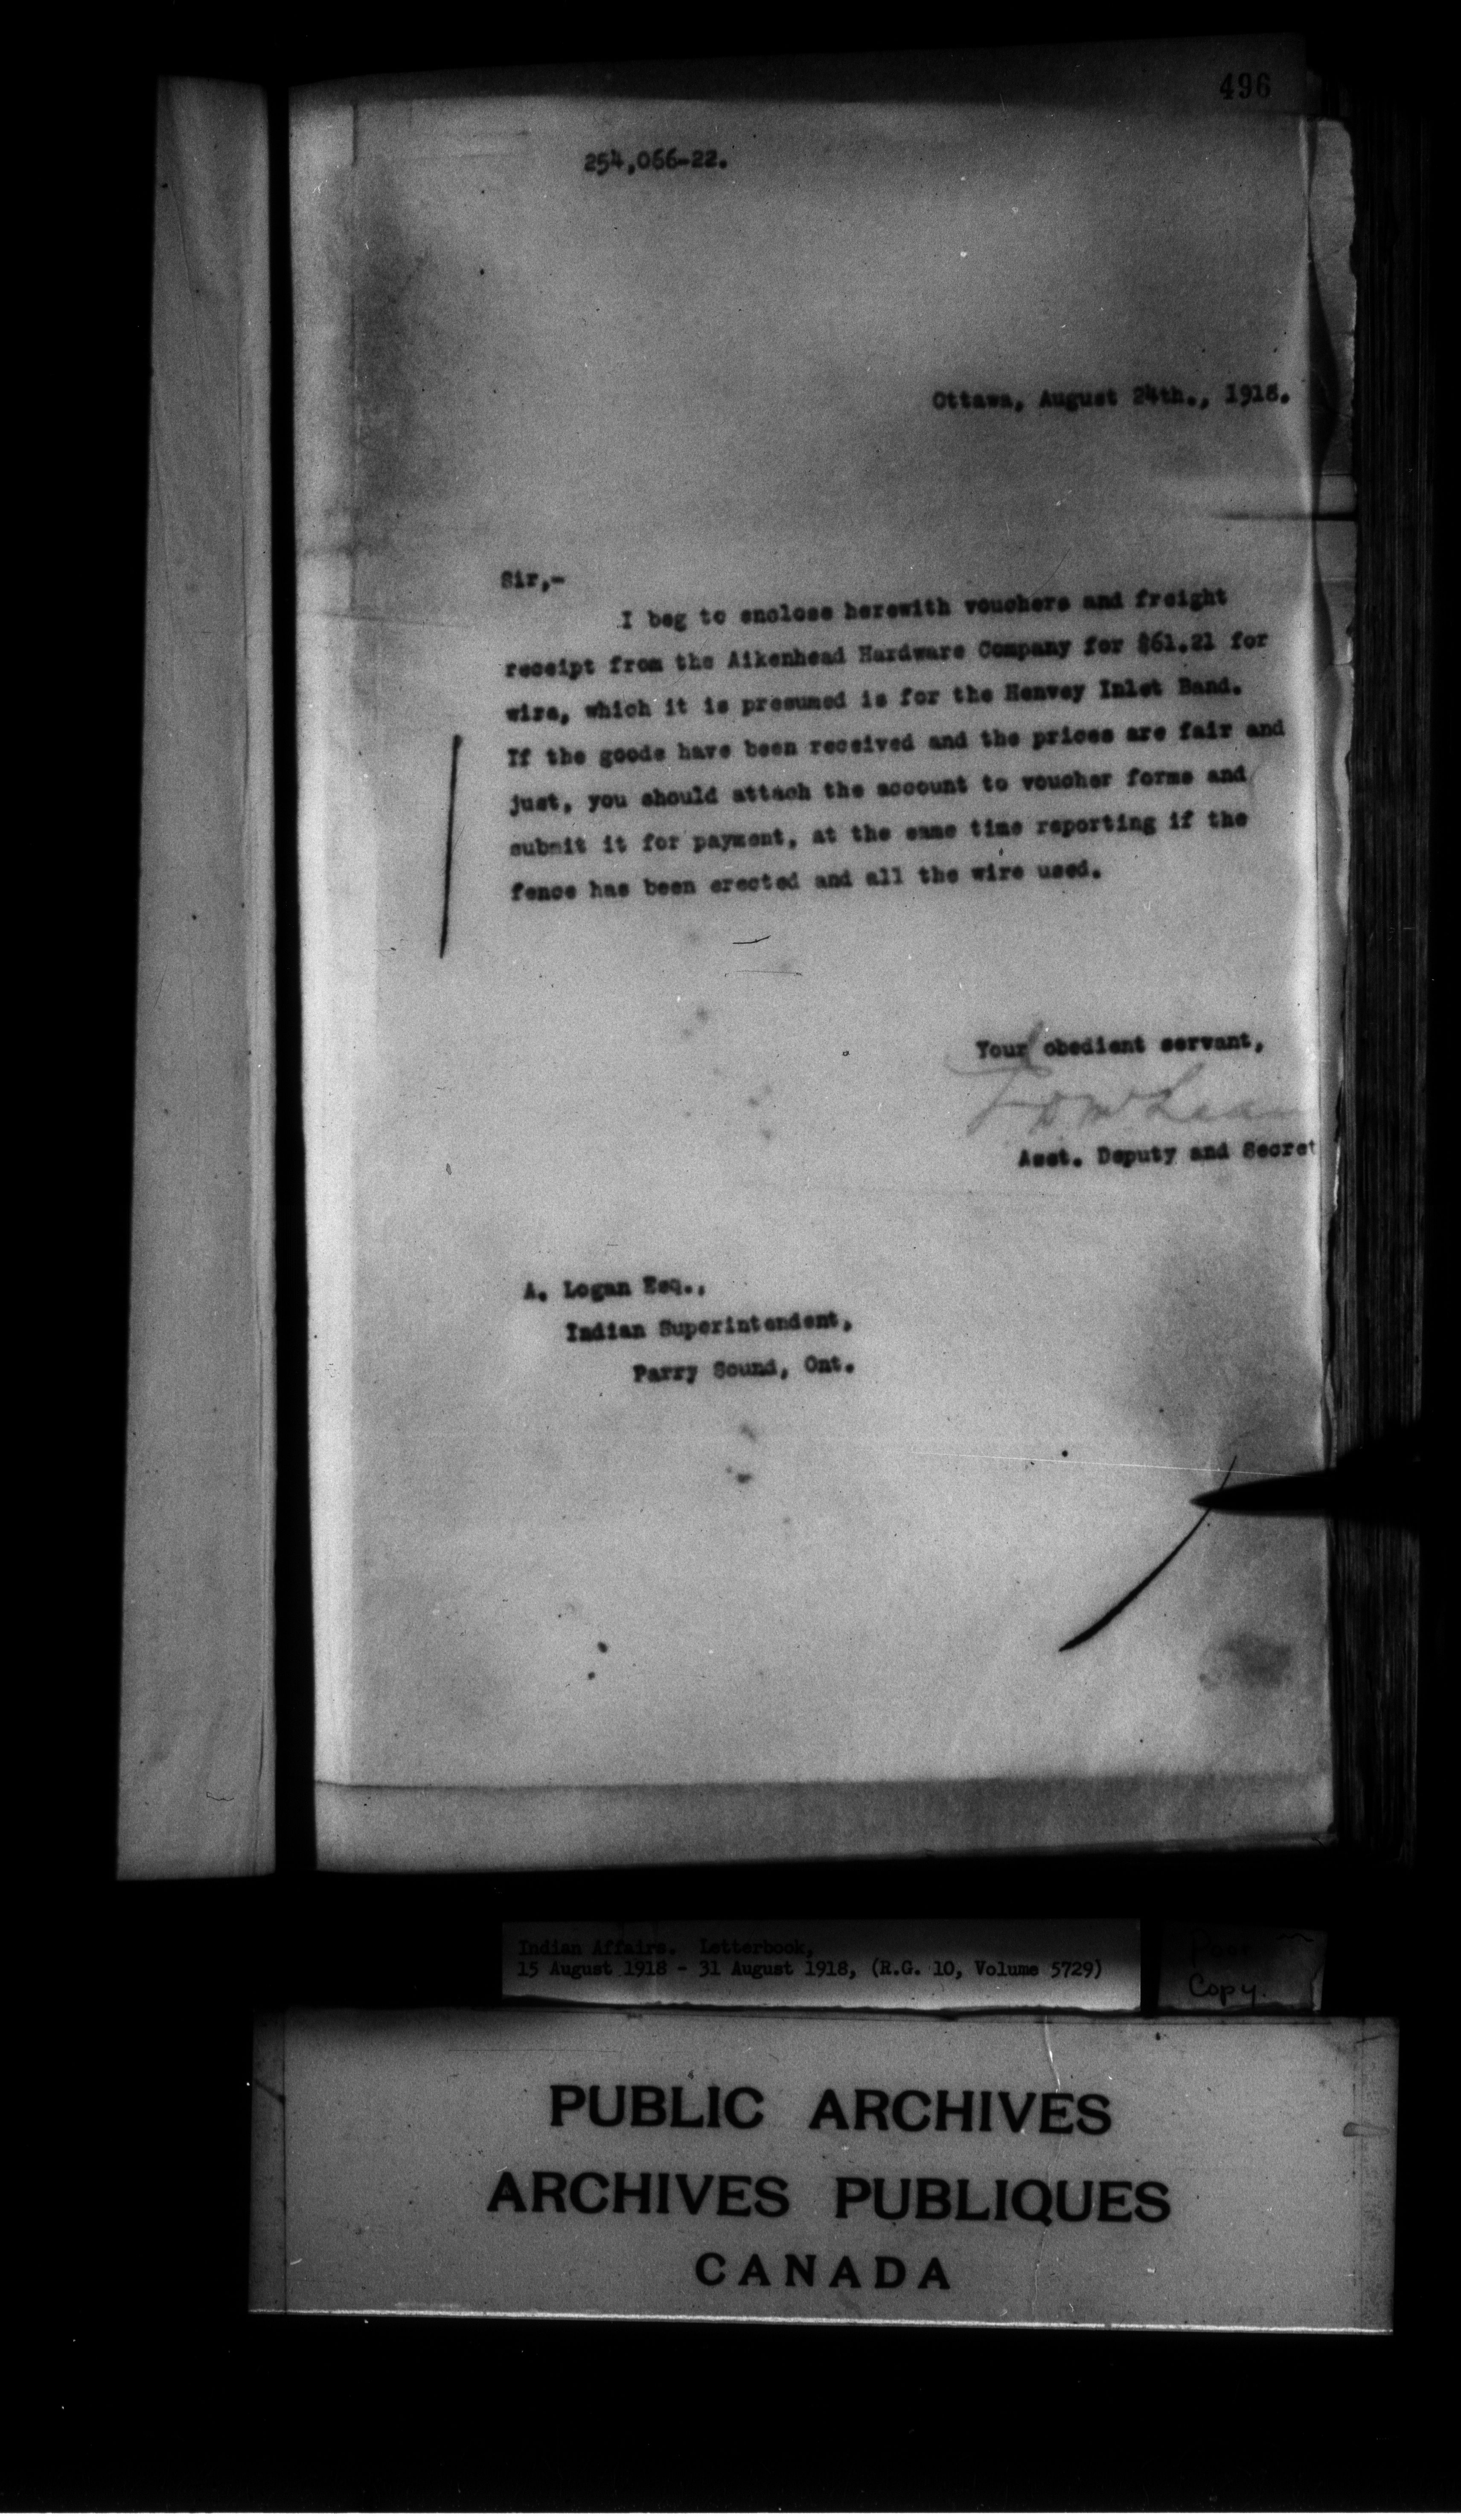 496
254,066-22.
Ottawa, August 24th., 1918.
Sir,-
I beg to enclose herewith vouchers and freight
receipt from the Aikenhead Hardware Company for $61.21 for
wire, which it is presumed is for the Henvey Inlet Band.
If the goods have been received and the prices are fair and
just, you should attach the account to voucher forms and
submit it for payment, at the same time reporting if the
fence has been erected and all the wire used.
Your obedient servant,
Asst. Deputy and Secret
A. Logan Esq.,
Indian Superintendent,
Parry Sound, Ont.
Indian Affairs. Letterbook,
15 August 1918 - 31 August 1918, (R.G. 10, Volume 5729)
Poor
Copy.
PUBLIC ARCHIVES
ARCHIVES PUBLIQUES
CANADA